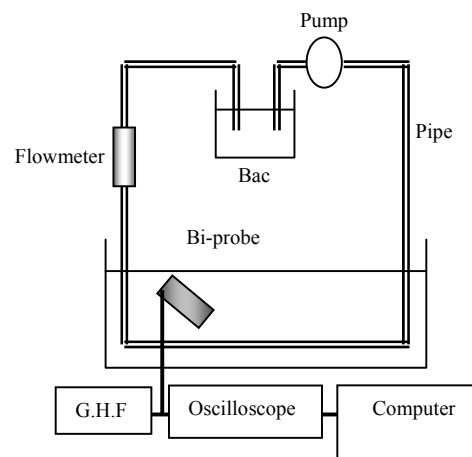 Pump
Pipe
Flowmeter
Bac
Bi-probe
G.H.F
Oscilloscope
Computer